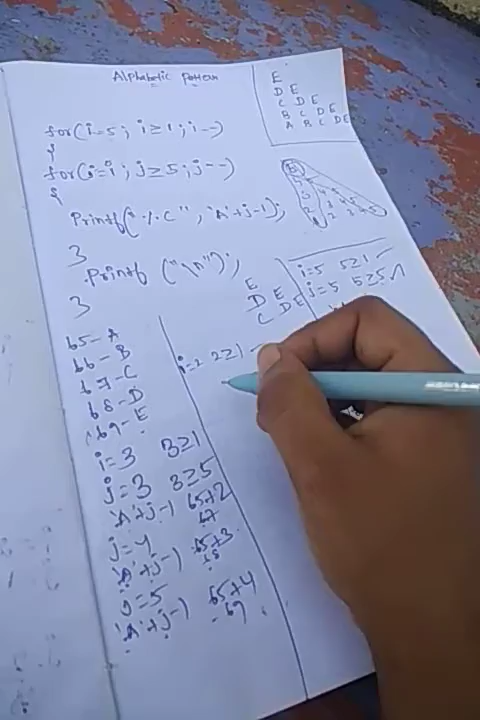 Alphabetic Pattern
E
D E
C D E
B C D E
A B C D E
for(i=5; i≥1; i--)
{
for(j=i; j≥5; j--)
{
Printf("%c", 'A'+j-1);
}
Printf("\n");
}
E
D E
C D E
i=5 5≥1
j=5 5≥5
65-A
66-B
67-C
68-D
69-E
i=3 3≥1
j=3 3≥5
'A'+j-1 65+2
67
j=4
'A'+j-1 65+3
68
j=5
'A'+j-1 65+4
69
i=2 2≥1